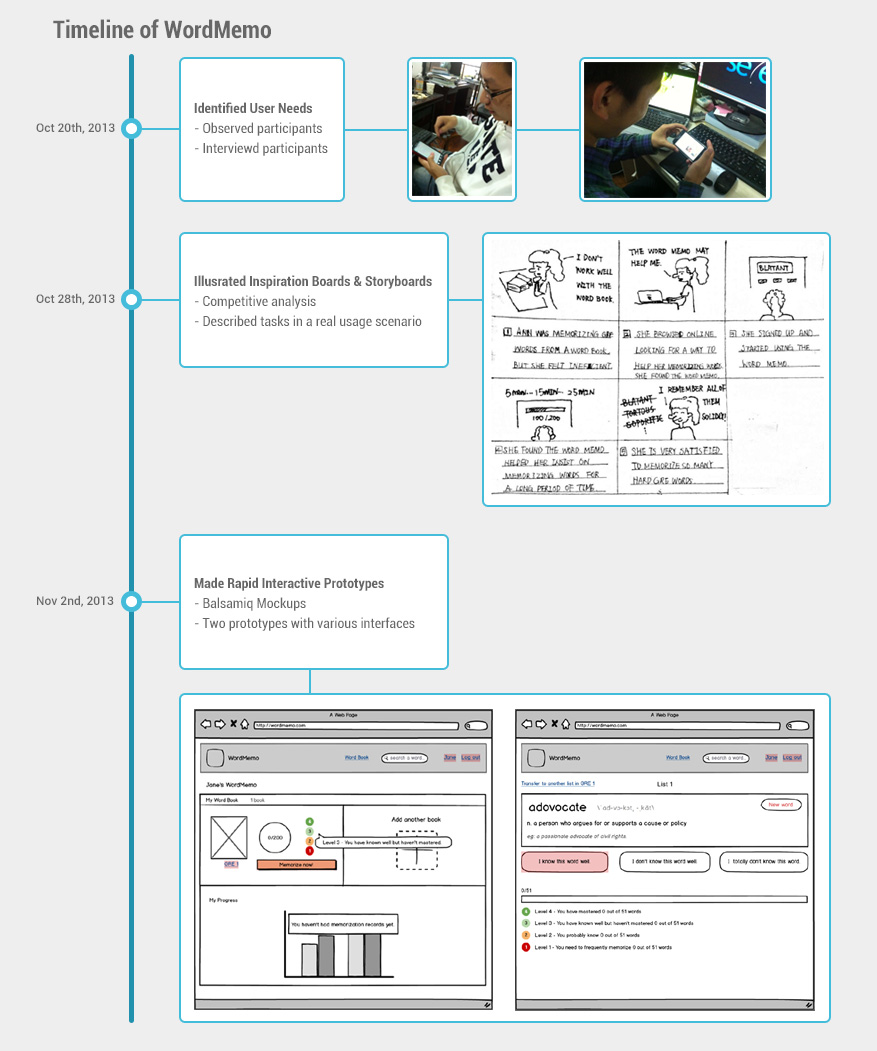 Timeline of WordMemo
Oct 20th, 2013
Identified User Needs
- Observed participants
- Interviewd participants
Oct 28th, 2013
Illusrated Inspiration Boards & Storyboards
- Competitive analysis
- Described tasks in a real usage scenario
I DON'T
WORK WELL
WITH THE
WORD BOOK.
THE WORD MEMO MAY
HELP ME.
BLATANT
1 ANN WAS MEMORIZING GRE
WORDS FROM A WORD BOOK.
BUT SHE FELT INEFFICTANT.
SHE BROWSED ONLINE
LOOKING FOR A WAY TO
HELP HER MEMORIZING WORDS
SHE FOUND THE WORD MEMO.
SHE SIGNED UP AND
STARTED USING THE
WORD MEMO.
5MIN--15MIN--25MIN
100/200
I REMEMBER ALL OF
THEM
SOLIDLY!
BLATANT
TORTOUS
SOPORIFIC
SHE FOUND THE WORD MEMO
HELPED HER INSIST ON
MEMORIZING WORDS FOR
A LONG PERIOD OF TIME.
SHE IS VERY SATISFIED
TO MEMORIZE SO MANY
HARD GRE WORDS.
Nov 2nd, 2013
Made Rapid Interactive Prototypes
- Balsamiq Mockups
- Two prototypes with various interfaces
A Web Page
http://wordmemo.com
WordMemo
Word Book
search a word
Jane
Log out
Jane's WordMemo
My Word Book 1 book
GRE 1
0/200
4
3
2
1
Level 3 - You have known well but haven't mastered.
Memorize now!
Add another book
My Progress
You haven't had memorization records yet.
A Web Page
http://wordmemo.com
WordMemo
Word Book
search a word
Jane
Log out
Transfer to another list in GRE 1
List 1
adovocate
New word
n. a person who argues for or supports a cause or policy
eg: a passionate advocate of civil rights.
I know this word well
I don't know this word well
I totally don't know this word
0/51
4 Level 4 - You have mastered 0 out of 51 words
3 Level 3 - You have known well but haven't mastered 0 out of 51 words
2 Level 2 - You probably know 0 out of 51 words
1 Level 1 - You need to frequently memorize 0 out of 51 words